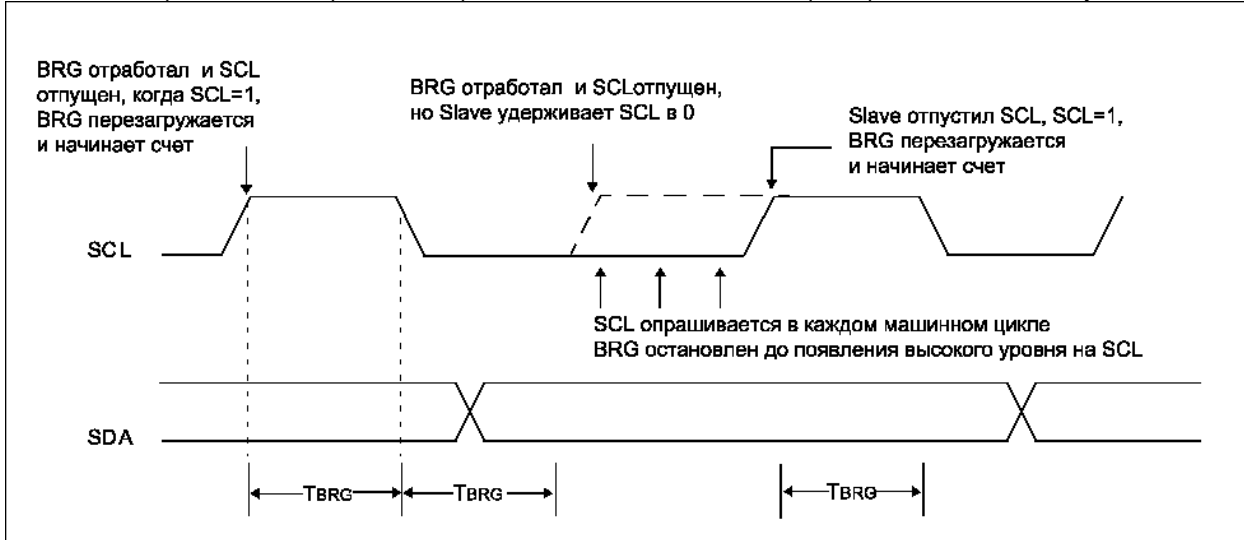 BRG отработал и SCL
отпущен, когда SCL=1,
BRG перезагружается
и начинает счет
BRG отработал и SCLотпущен,
но Slave удерживает SCL в 0
Slave отпустил SCL, SCL=1,
BRG перезагружается
и начинает счет
SCL
SCL опрашивается в каждом машинном цикле
BRG остановлен до появления высокого уровня на SCL
SDA
TBRG
TBRG
TBRG